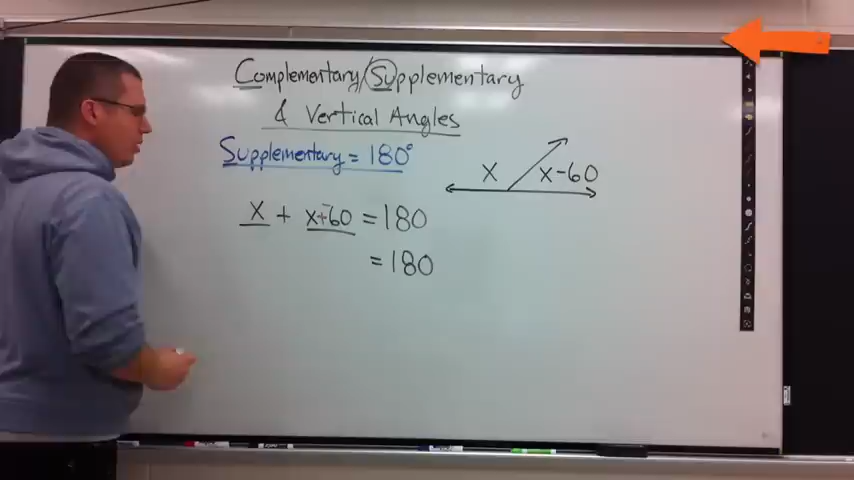 Complementary/Supplementary
& Vertical Angles
Supplementary = 180°
x x-60
x + x+-60 = 180
= 180